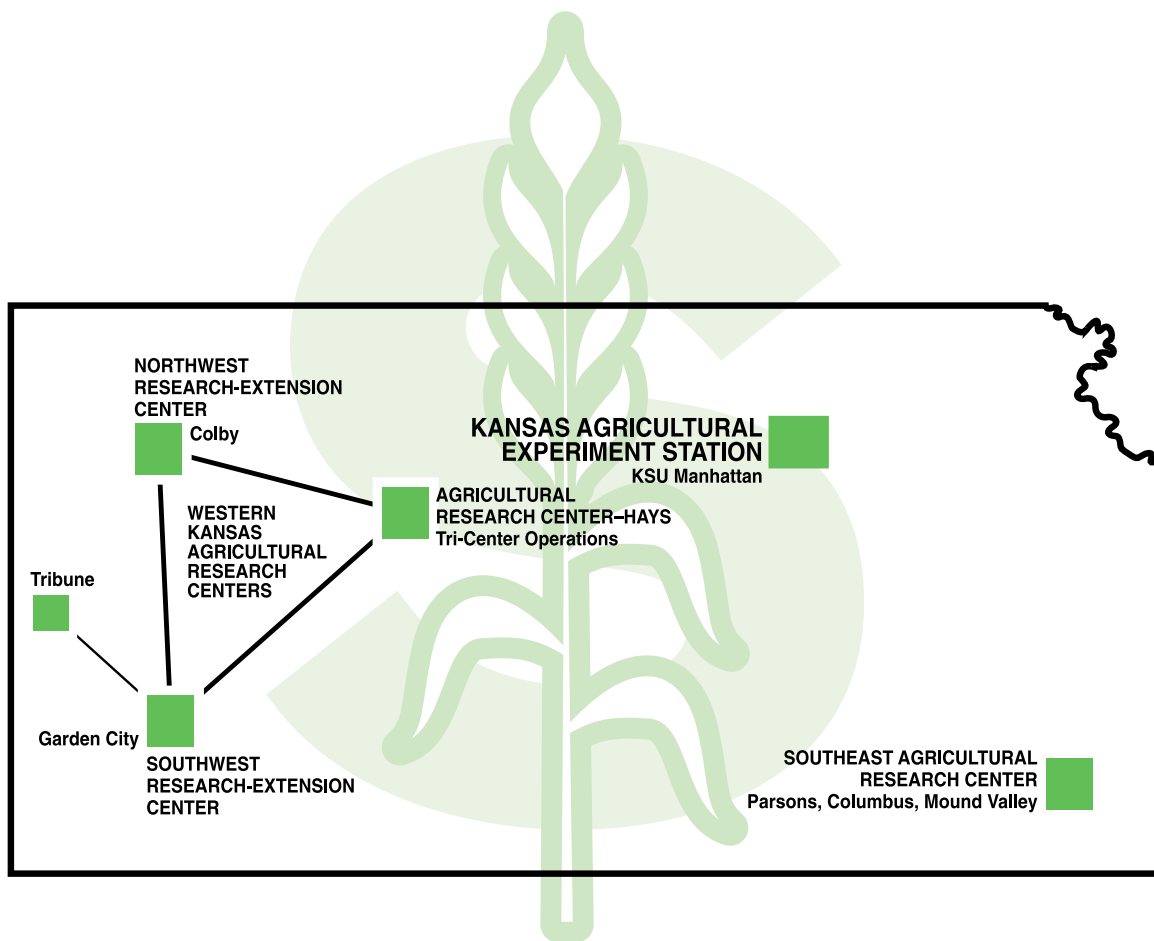 NORTHWEST
RESEARCH-EXTENSION
CENTER
Colby
KANSAS AGRICULTURAL
EXPERIMENT STATION
KSU Manhattan
AGRICULTURAL
RESEARCH CENTER–HAYS
Tri-Center Operations
WESTERN
KANSAS
AGRICULTURAL
RESEARCH
CENTERS
Tribune
Garden City
SOUTHWEST
RESEARCH-EXTENSION
CENTER
SOUTHEAST AGRICULTURAL
RESEARCH CENTER
Parsons, Columbus, Mound Valley